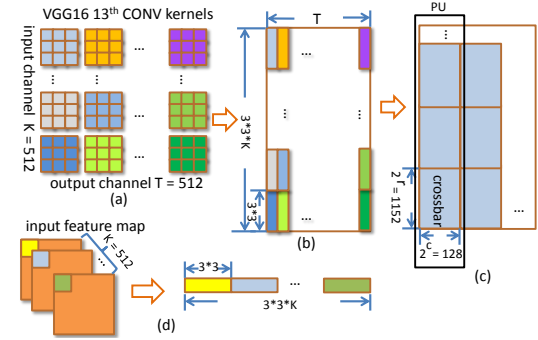 VGG16 13th CONV kernels
input channel K = 512
...
...
...
...
output channel T = 512
(a)
T
...
...
...
...
3*3*K
3*3
(b)
PU
...
crossbar
2^r = 1152
2^c = 128
...
(c)
input feature map
K = 512
...
(d)
3*3
...
3*3*K